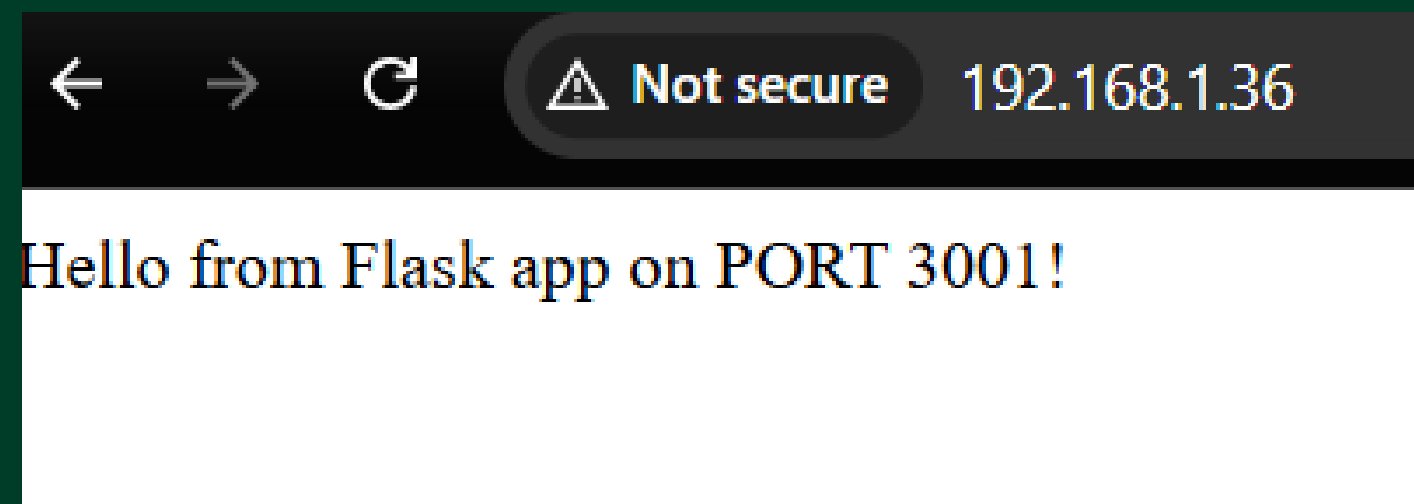 Not secure 192.168.1.36
Hello from Flask app on PORT 3001!